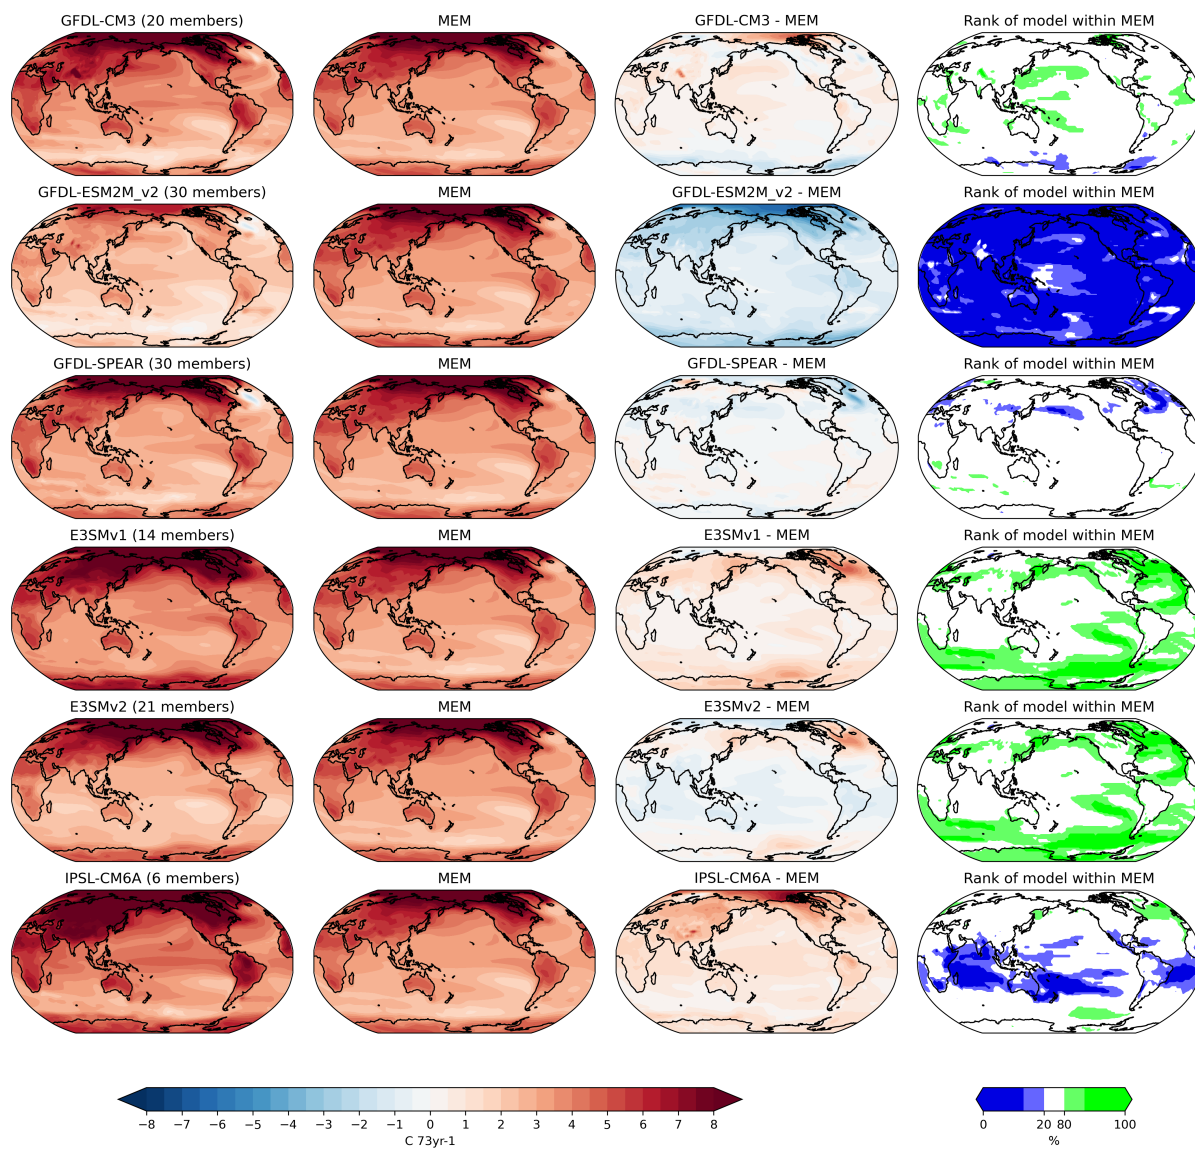 GFDL-CM3 (20 members) MEM GFDL-CM3 - MEM Rank of model within MEM
GFDL-ESM2M_v2 (30 members) MEM GFDL-ESM2M_v2 - MEM Rank of model within MEM
GFDL-SPEAR (30 members) MEM GFDL-SPEAR - MEM Rank of model within MEM
E3SMv1 (14 members) MEM E3SMv1 - MEM Rank of model within MEM
E3SMv2 (21 members) MEM E3SMv2 - MEM Rank of model within MEM
IPSL-CM6A (6 members) MEM IPSL-CM6A - MEM Rank of model within MEM
−8 −7 −6 −5 −4 −3 −2 −1 0 1 2 3 4 5 6 7 8
C 73yr-1
0 20 80 100
%